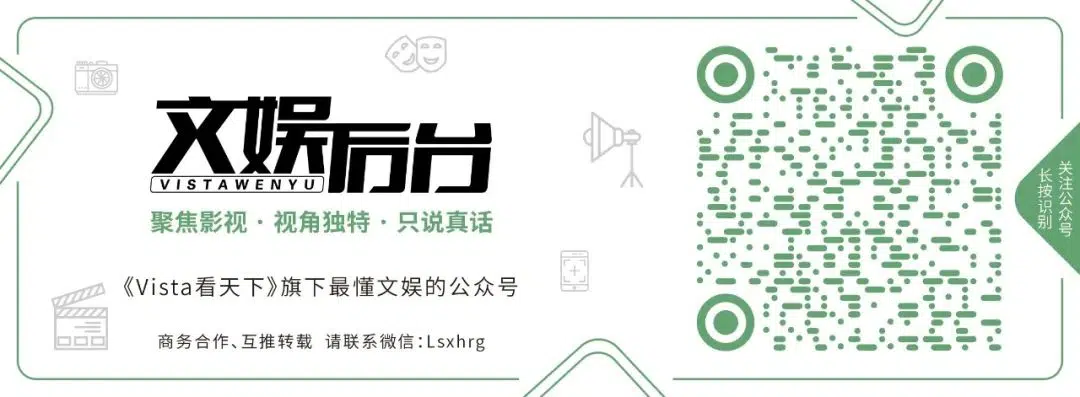 文娱后台
VISTAWENYU
聚焦影视·视角独特·只说真话
《Vista看天下》旗下最懂文娱的公众号
商务合作、互推转载 请联系微信:Lsxhrg
关注公众号
长按识别